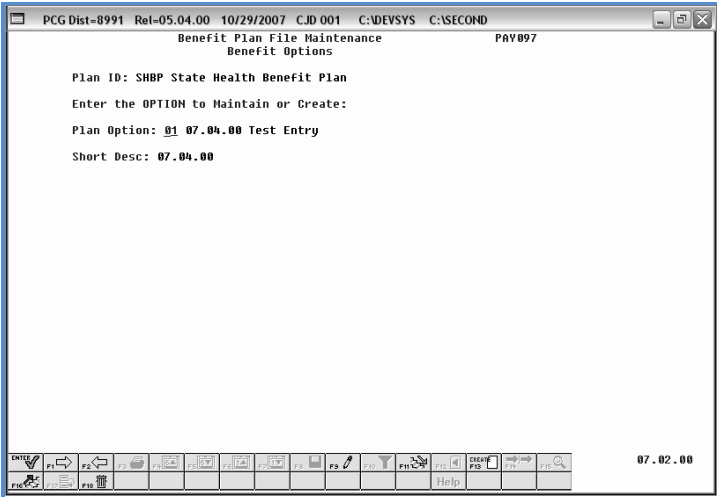 PCG Dist=8991 Rel=05.04.00 10/29/2007 CJD 001 C:\DEVSYS C:\SECOND
Benefit Plan File Maintenance PAY097
Benefit Options
Plan ID: SHBP State Health Benefit Plan
Enter the OPTION to Maintain or Create:
Plan Option: 01 07.04.00 Test Entry
Short Desc: 07.04.00
ENTER F1 F2 F3 F4 F5 F6 F7 F8 F9 F10 F11 F12 CREATE F13 F14 F15 07.02.00
F16 F17 F18 Help